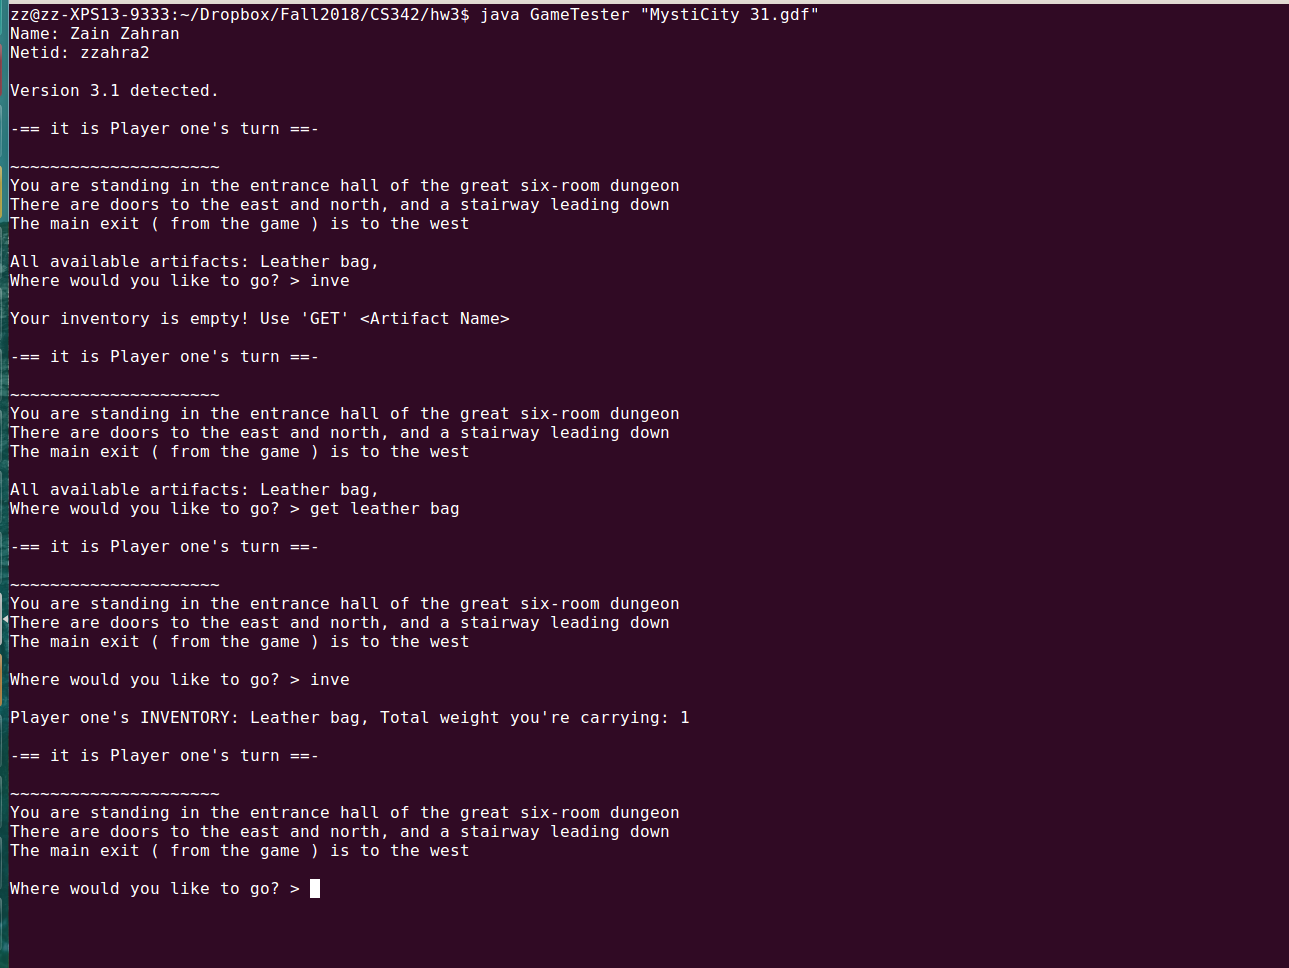 zz@zz-XPS13-9333:~/Dropbox/Fall2018/CS342/hw3$ java GameTester "MystiCity 31.gdf"
Name: Zain Zahran
Netid: zzahra2
Version 3.1 detected.
-== it is Player one's turn ==-
~~~~~~~~~~~~~~~~~~~~~
You are standing in the entrance hall of the great six-room dungeon
There are doors to the east and north, and a stairway leading down
The main exit ( from the game ) is to the west
All available artifacts: Leather bag,
Where would you like to go? > inve
Your inventory is empty! Use 'GET' <Artifact Name>
-== it is Player one's turn ==-
~~~~~~~~~~~~~~~~~~~~~
You are standing in the entrance hall of the great six-room dungeon
There are doors to the east and north, and a stairway leading down
The main exit ( from the game ) is to the west
All available artifacts: Leather bag,
Where would you like to go? > get leather bag
-== it is Player one's turn ==-
~~~~~~~~~~~~~~~~~~~~~
You are standing in the entrance hall of the great six-room dungeon
There are doors to the east and north, and a stairway leading down
The main exit ( from the game ) is to the west
Where would you like to go? > inve
Player one's INVENTORY: Leather bag, Total weight you're carrying: 1
-== it is Player one's turn ==-
~~~~~~~~~~~~~~~~~~~~~
You are standing in the entrance hall of the great six-room dungeon
There are doors to the east and north, and a stairway leading down
The main exit ( from the game ) is to the west
Where would you like to go? >